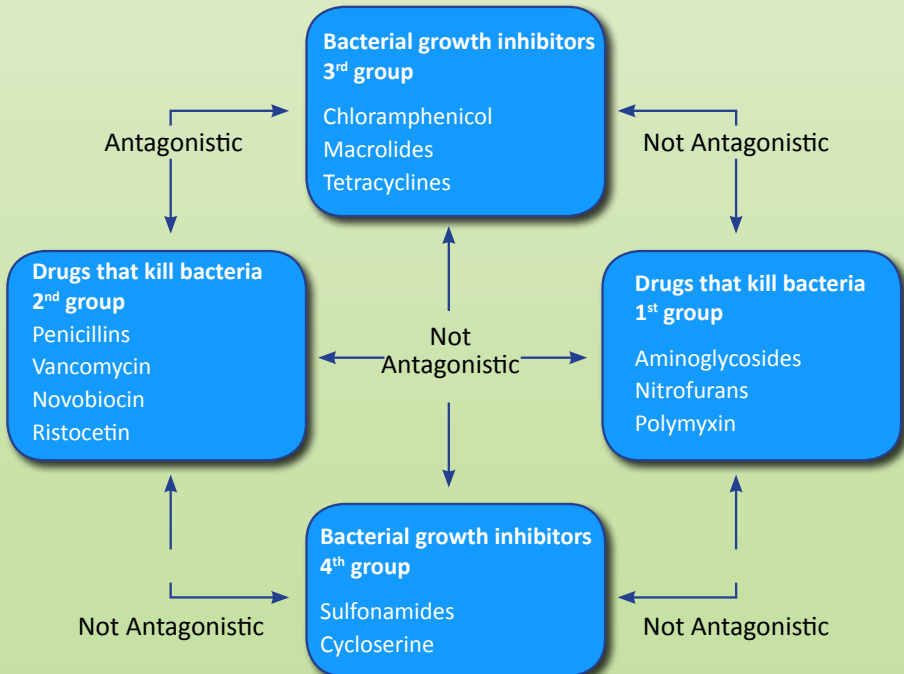 Bacterial growth inhibitors
3rd group
Chloramphenicol
Macrolides
Tetracyclines
Antagonistic
Not Antagonistic
Drugs that kill bacteria
2nd group
Penicillins
Vancomycin
Novobiocin
Ristocetin
Not
Antagonistic
Drugs that kill bacteria
1st group
Aminoglycosides
Nitrofurans
Polymyxin
Bacterial growth inhibitors
4th group
Sulfonamides
Cycloserine
Not Antagonistic
Not Antagonistic